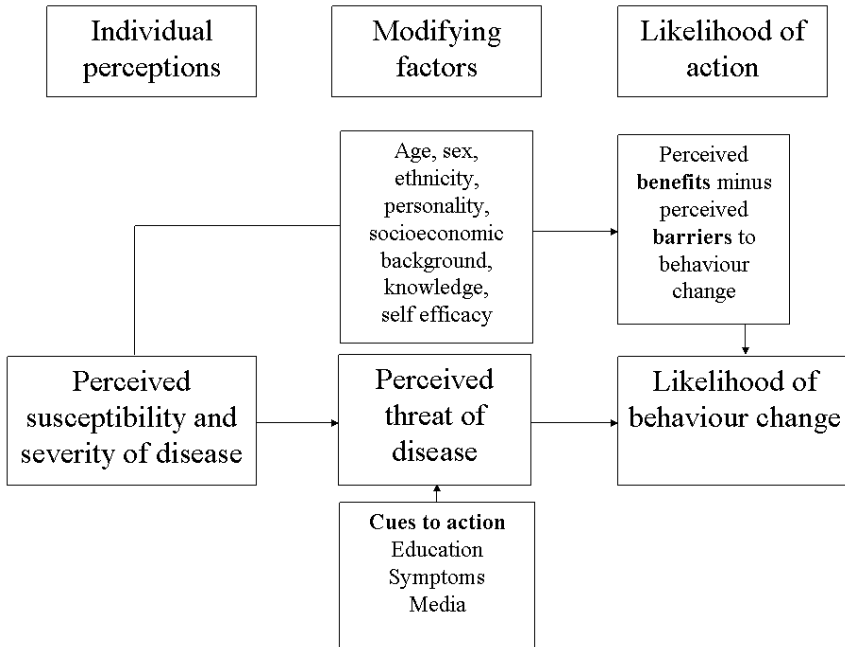 Individual
perceptions
Modifying
factors
Likelihood of
action
Age, sex,
ethnicity,
personality,
socioeconomic
background,
knowledge,
self efficacy
Perceived
benefits minus
perceived
barriers to
behaviour
change
Perceived
susceptibility and
severity of disease
Perceived
threat of
disease
Likelihood of
behaviour change
Cues to action
Education
Symptoms
Media